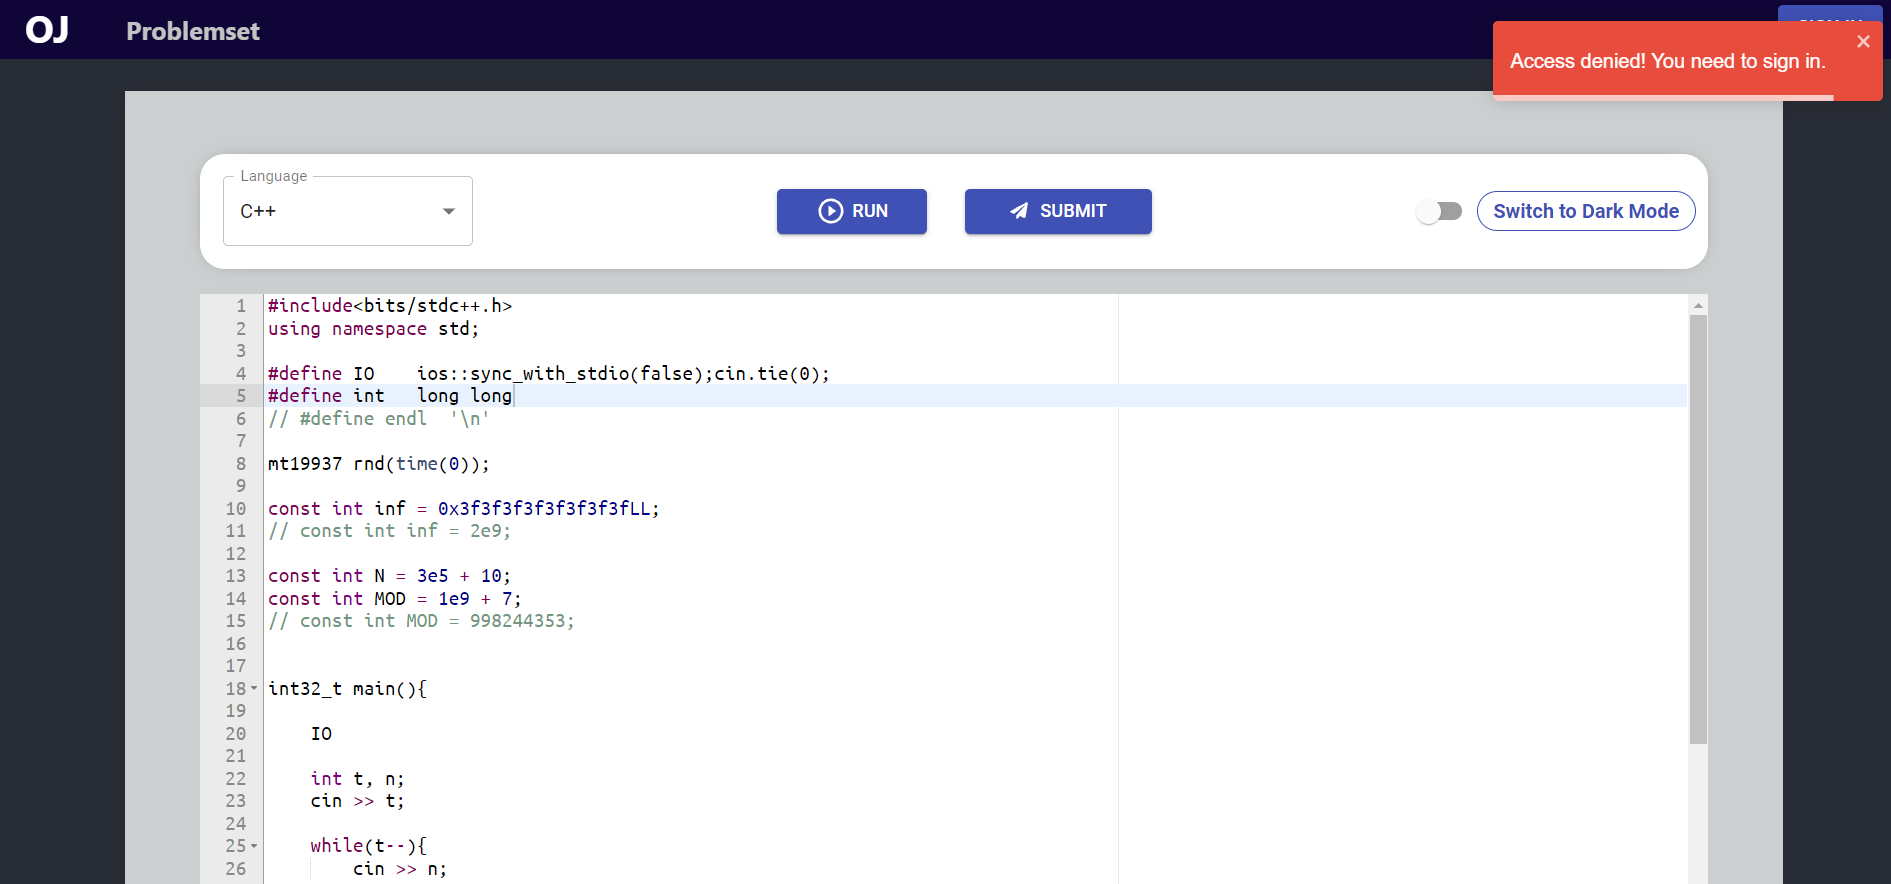 OJ
Problemset
Access denied! You need to sign in.
Language
C++
RUN
SUBMIT
Switch to Dark Mode
1 #include<bits/stdc++.h>
2 using namespace std;
3
4 #define IO    ios::sync_with_stdio(false);cin.tie(0);
5 #define int   long long
6 // #define endl  '\n'
7
8 mt19937 rnd(time(0));
9
10 const int inf = 0x3f3f3f3f3f3f3f3fLL;
11 // const int inf = 2e9;
12
13 const int N = 3e5 + 10;
14 const int MOD = 1e9 + 7;
15 // const int MOD = 998244353;
16
17
18 int32_t main(){
19
20     IO
21
22     int t, n;
23     cin >> t;
24
25     while(t--){
26         cin >> n;